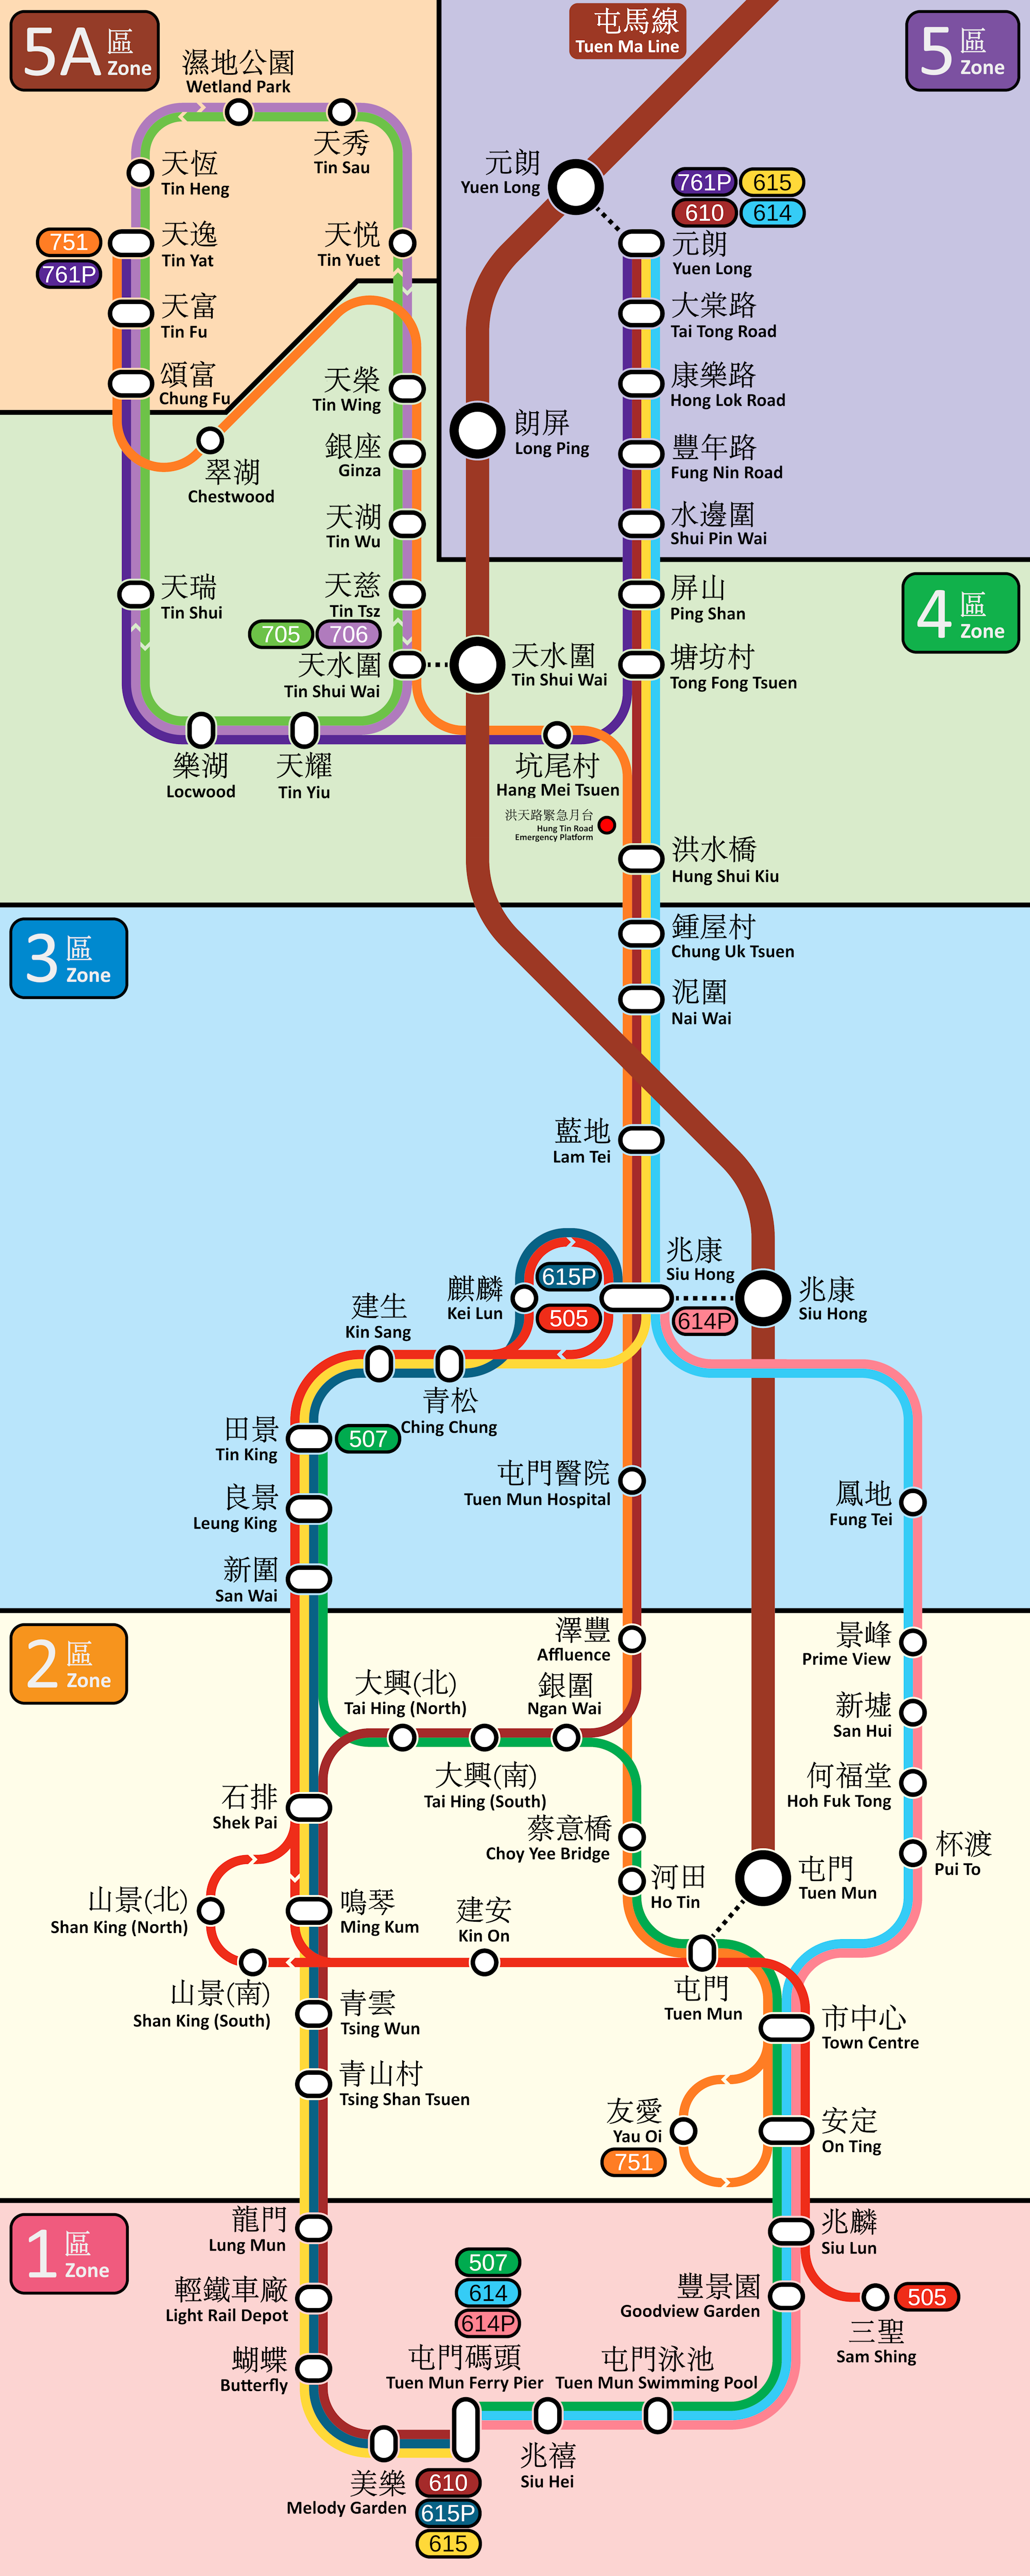 5A 區
Zone
濕地公園
Wetland Park
天秀
Tin Sau
天恆
Tin Heng
751
761P
天逸
Tin Yat
天悅
Tin Yuet
天富
Tin Fu
頌富
Chung Fu
屯馬線
Tuen Ma Line
5 區
Zone
元朗
Yuen Long
761P 615
610 614
元朗
Yuen Long
大棠路
Tai Tong Road
康樂路
Hong Lok Road
朗屏
Long Ping
豐年路
Fung Nin Road
水邊圍
Shui Pin Wai
天榮
Tin Wing
翠湖
Chestwood
銀座
Ginza
天湖
Tin Wu
天瑞
Tin Shui
天慈
Tin Tsz
705 706
天水圍
Tin Shui Wai
天水圍
Tin Shui Wai
4 區
Zone
屏山
Ping Shan
塘坊村
Tong Fong Tsuen
樂湖
Locwood
天耀
Tin Yiu
坑尾村
Hang Mei Tsuen
洪天路緊急月台
Hung Tin Road
Emergency Platform
洪水橋
Hung Shui Kiu
3 區
Zone
鍾屋村
Chung Uk Tsuen
泥圍
Nai Wai
藍地
Lam Tei
兆康
Siu Hong
615P
505
614P
兆康
Siu Hong
麒麟
Kei Lun
建生
Kin Sang
青松
Ching Chung
田景
Tin King
507
良景
Leung King
屯門醫院
Tuen Mun Hospital
鳳地
Fung Tei
新圍
San Wai
2 區
Zone
澤豐
Affluence
景峰
Prime View
大興(北)
Tai Hing (North)
銀圍
Ngan Wai
新墟
San Hui
大興(南)
Tai Hing (South)
何福堂
Hoh Fuk Tong
石排
Shek Pai
蔡意橋
Choy Yee Bridge
杯渡
Pui To
河田
Ho Tin
屯門
Tuen Mun
山景(北)
Shan King (North)
鳴琴
Ming Kum
建安
Kin On
山景(南)
Shan King (South)
屯門
Tuen Mun
青雲
Tsing Wun
市中心
Town Centre
青山村
Tsing Shan Tsuen
友愛
Yau Oi
751
安定
On Ting
1 區
Zone
龍門
Lung Mun
兆麟
Siu Lun
輕鐵車廠
Light Rail Depot
507
614
614P
豐景園
Goodview Garden
505
三聖
Sam Shing
蝴蝶
Butterfly
屯門碼頭
Tuen Mun Ferry Pier
屯門泳池
Tuen Mun Swimming Pool
美樂
Melody Garden
兆禧
Siu Hei
610
615P
615